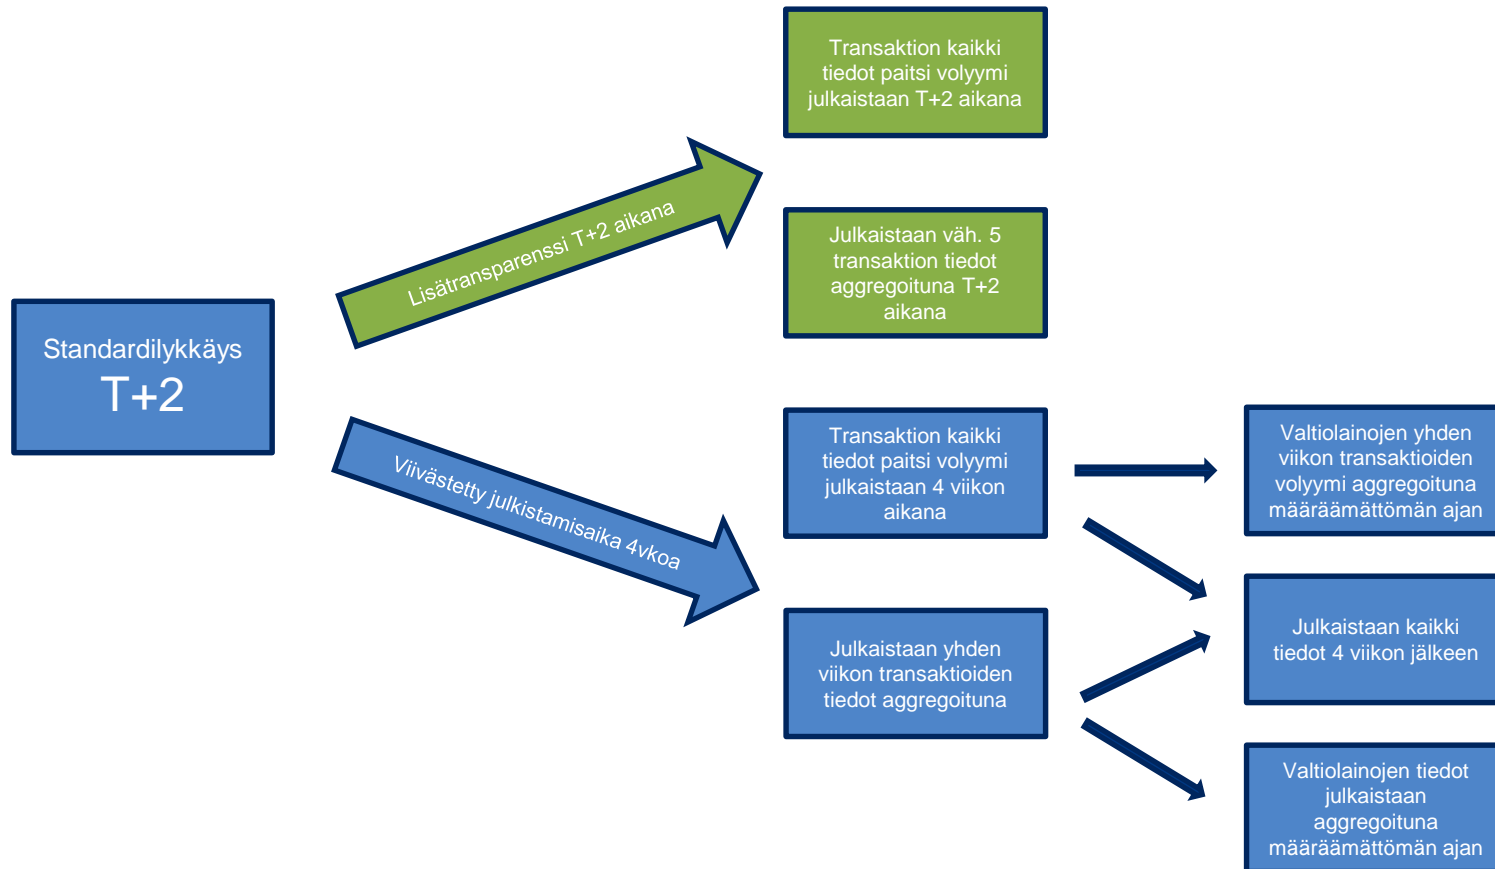 Standardilykkäys
T+2
Lisätransparenssi T+2 aikana
Viivästetty julkistamisaika 4vkoa
Transaktion kaikki
tiedot paitsi volyymi
julkaistaan T+2 aikana
Julkaistaan väh. 5
transaktion tiedot
aggregoituna T+2
aikana
Transaktion kaikki
tiedot paitsi volyymi
julkaistaan 4 viikon
aikana
Julkaistaan yhden
viikon transaktioiden
tiedot aggregoituna
Valtiolainojen yhden
viikon transaktioiden
volyymi aggregoituna
määräämättömän ajan
Julkaistaan kaikki
tiedot 4 viikon jälkeen
Valtiolainojen tiedot
julkaistaan
aggregoituna
määräämättömän ajan